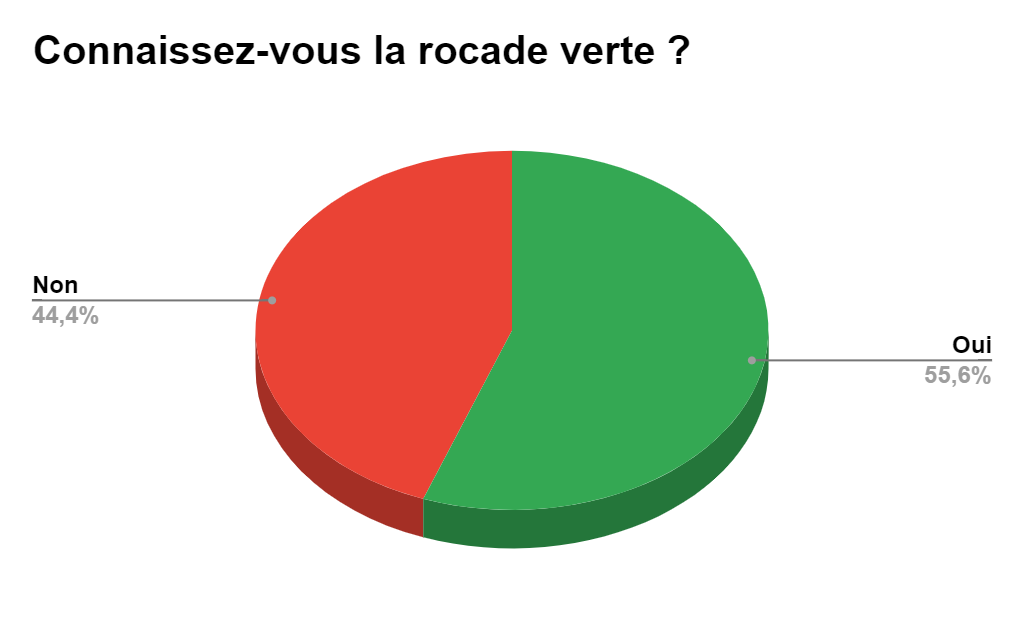 Connaissez-vous la rocade verte ?
Non
44,4%
Oui
55,6%